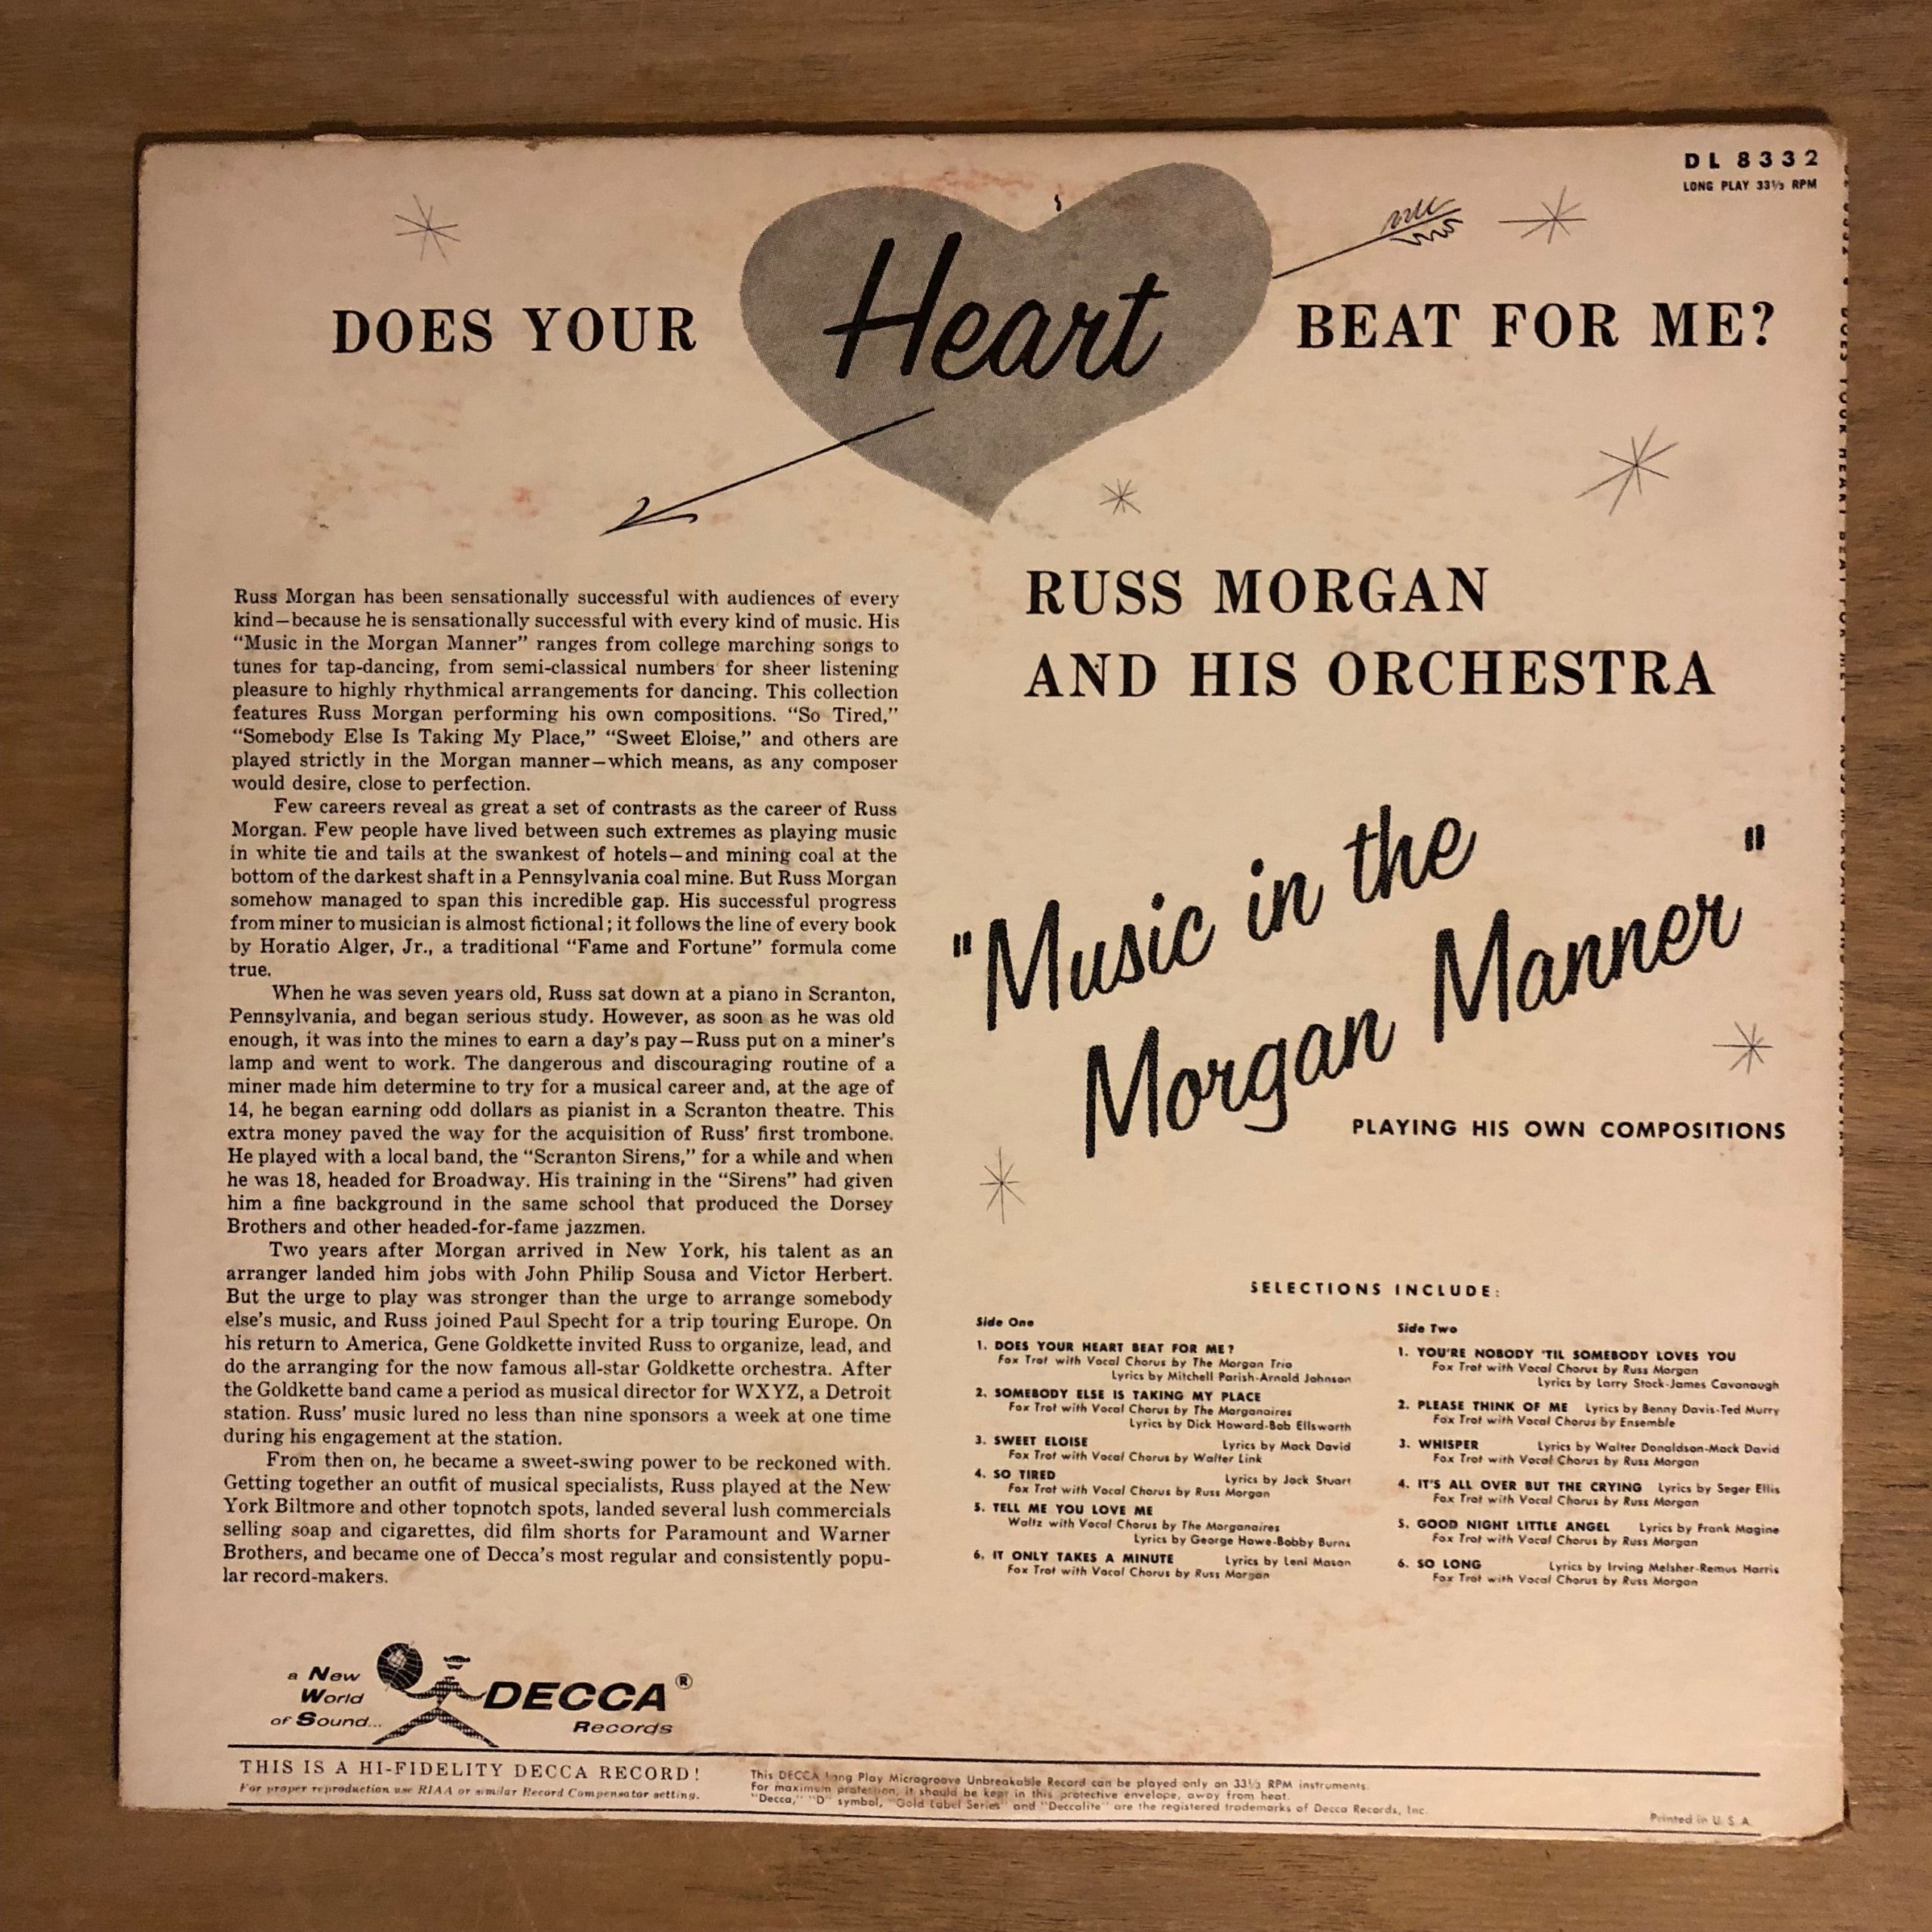 DL 8332
LONG PLAY 33⅓ RPM
DOES YOUR Heart BEAT FOR ME?
RUSS MORGAN
AND HIS ORCHESTRA
"Music in the
Morgan Manner"
PLAYING HIS OWN COMPOSITIONS
Russ Morgan has been sensationally successful with audiences of every
kind—because he is sensationally successful with every kind of music. His
“Music in the Morgan Manner” ranges from college marching songs to
tunes for tap-dancing, from semi-classical numbers for sheer listening
pleasure to highly rhythmical arrangements for dancing. This collection
features Russ Morgan performing his own compositions. “So Tired,”
“Somebody Else Is Taking My Place,” “Sweet Eloise,” and others are
played strictly in the Morgan manner—which means, as any composer
would desire, close to perfection.
Few careers reveal as great a set of contrasts as the career of Russ
Morgan. Few people have lived between such extremes as playing music
in white tie and tails at the swankest of hotels—and mining coal at the
bottom of the darkest shaft in a Pennsylvania coal mine. But Russ Morgan
somehow managed to span this incredible gap. His successful progress
from miner to musician is almost fictional; it follows the line of every book
by Horatio Alger, Jr., a traditional “Fame and Fortune” formula come
true.
When he was seven years old, Russ sat down at a piano in Scranton,
Pennsylvania, and began serious study. However, as soon as he was old
enough, it was into the mines to earn a day’s pay—Russ put on a miner’s
lamp and went to work. The dangerous and discouraging routine of a
miner made him determine to try for a musical career and, at the age of
14, he began earning odd dollars as pianist in a Scranton theatre. This
extra money paved the way for the acquisition of Russ’ first trombone.
He played with a local band, the “Scranton Sirens,” for a while and when
he was 18, headed for Broadway. His training in the “Sirens” had given
him a fine background in the same school that produced the Dorsey
Brothers and other headed-for-fame jazzmen.
Two years after Morgan arrived in New York, his talent as an
arranger landed him jobs with John Philip Sousa and Victor Herbert.
But the urge to play was stronger than the urge to arrange somebody
else’s music, and Russ joined Paul Specht for a trip touring Europe. On
his return to America, Gene Goldkette invited Russ to organize, lead, and
do the arranging for the now famous all-star Goldkette orchestra. After
the Goldkette band came a period as musical director for WXYZ, a Detroit
station. Russ’ music lured no less than nine sponsors a week at one time
during his engagement at the station.
From then on, he became a sweet-swing power to be reckoned with.
Getting together an outfit of musical specialists, Russ played at the New
York Biltmore and other topnotch spots, landed several lush commercials
selling soap and cigarettes, did film shorts for Paramount and Warner
Brothers, and became one of Decca’s most regular and consistently popu-
lar record-makers.
SELECTIONS INCLUDE:
Side One
1. DOES YOUR HEART BEAT FOR ME?
Fox Trot with Vocal Chorus by The Morgan Trio
Lyrics by Mitchell Parish-Arnold Johnson
2. SOMEBODY ELSE IS TAKING MY PLACE
Fox Trot with Vocal Chorus by The Morganaires
Lyrics by Dick Howard-Bob Ellsworth
3. SWEET ELOISE Lyrics by Mack David
Fox Trot with Vocal Chorus by Walter Link
4. SO TIRED Lyrics by Jack Stuart
Fox Trot with Vocal Chorus by Russ Morgan
5. TELL ME YOU LOVE ME
Waltz with Vocal Chorus by The Morganaires
Lyrics by George Howe-Bobby Burns
6. IT ONLY TAKES A MINUTE Lyrics by Leni Mason
Fox Trot with Vocal Chorus by Russ Morgan
Side Two
1. YOU'RE NOBODY 'TIL SOMEBODY LOVES YOU
Fox Trot with Vocal Chorus by Russ Morgan
Lyrics by Larry Stock-James Cavanaugh
2. PLEASE THINK OF ME Lyrics by Benny Davis-Ted Murry
Fox Trot with Vocal Chorus by Ensemble
3. WHISPER Lyrics by Walter Donaldson-Mack David
Fox Trot with Vocal Chorus by Russ Morgan
4. IT'S ALL OVER BUT THE CRYING Lyrics by Seger Ellis
Fox Trot with Vocal Chorus by Russ Morgan
5. GOOD NIGHT LITTLE ANGEL Lyrics by Frank Magine
Fox Trot with Vocal Chorus by Russ Morgan
6. SO LONG Lyrics by Irving Melsher-Remus Harris
Fox Trot with Vocal Chorus by Russ Morgan
a New
World
of Sound...
DECCA®
Records
THIS IS A HI-FIDELITY DECCA RECORD!
For proper reproduction use RIAA or similar Record Compensator setting.
This DECCA Long Play Microgroove Unbreakable Record can be played only on 33⅓ RPM instruments.
For maximum protection, it should be kept in this protective envelope, away from heat.
"Decca," "D" symbol, "Gold Label Series" and "Deccalite" are the registered trademarks of Decca Records, Inc.
Printed in U.S.A.